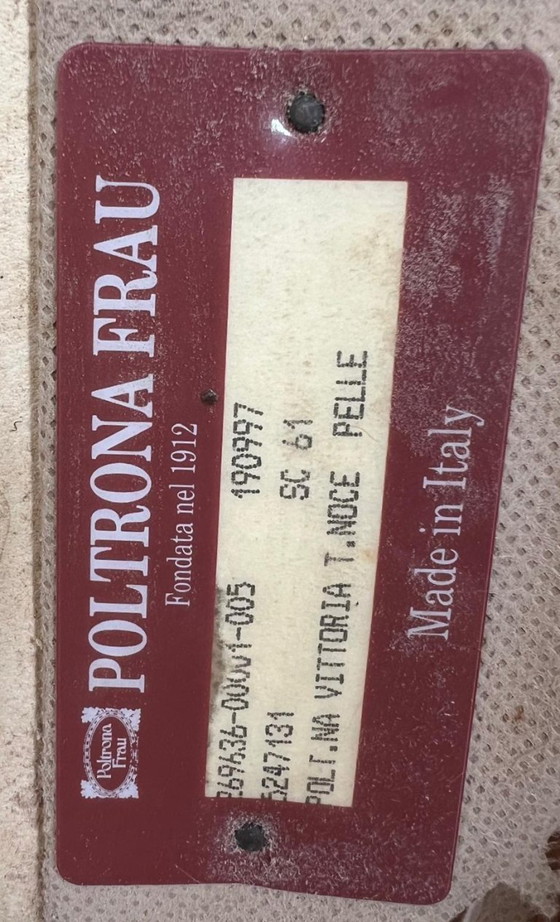 Poltrona
Frau
POLTRONA FRAU
Fondata nel 1912
190997
5247131 SC 61
POLT.NA VITTORIA T.NOCE PELLE
Made in Italy